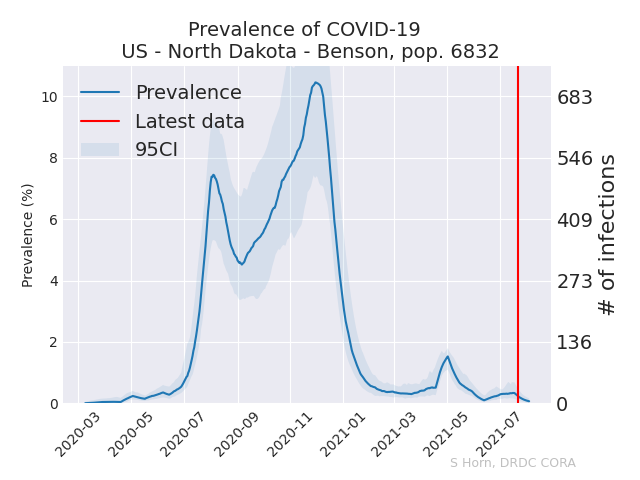 Prevalence of COVID-19
US - North Dakota - Benson, pop. 6832
Prevalence
Latest data
95CI
Prevalence (%)
10
8
6
4
2
0
683
546
409
273
136
0
# of infections
2020-03
2020-05
2020-07
2020-09
2020-11
2021-01
2021-03
2021-05
2021-07
S Horn, DRDC CORA